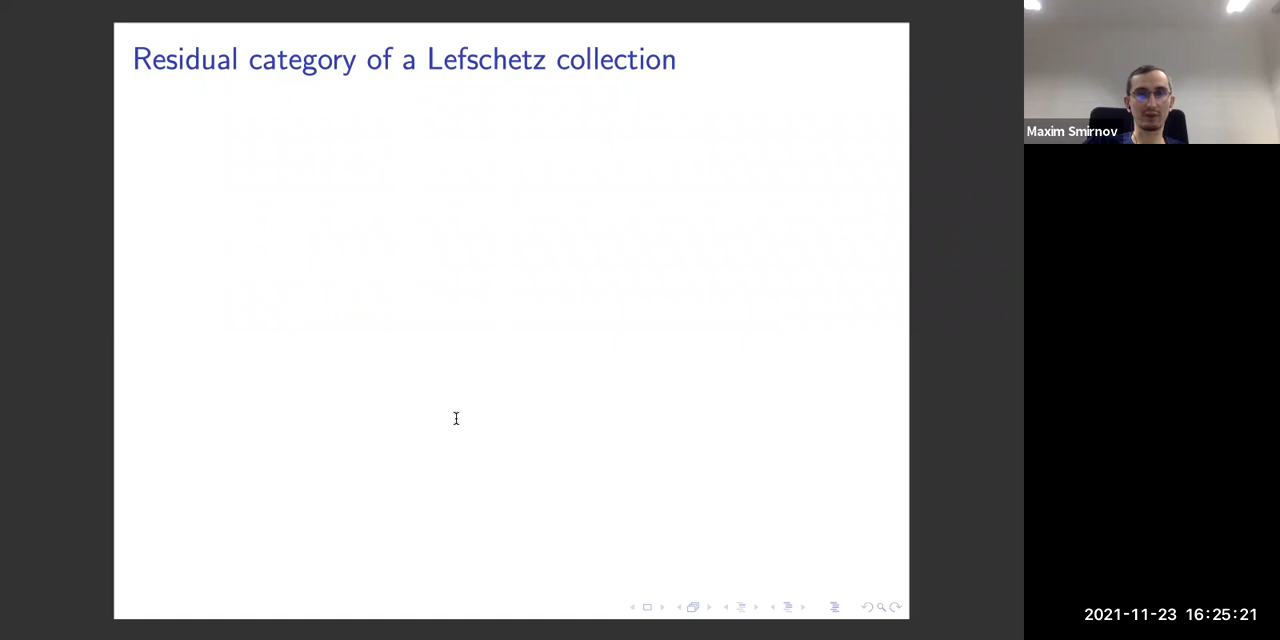 Residual category of a Lefschetz collection
Maxim Smirnov
2021-11-23 16:25:21